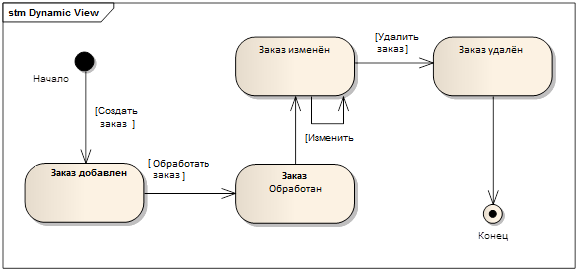 stm Dynamic View
Начало
[Создать
заказ ]
Заказ добавлен
[ Обработать
заказ ]
Заказ
Обработан
Заказ изменён
[Изменить
[Удалить
заказ]
Заказ удалён
Конец